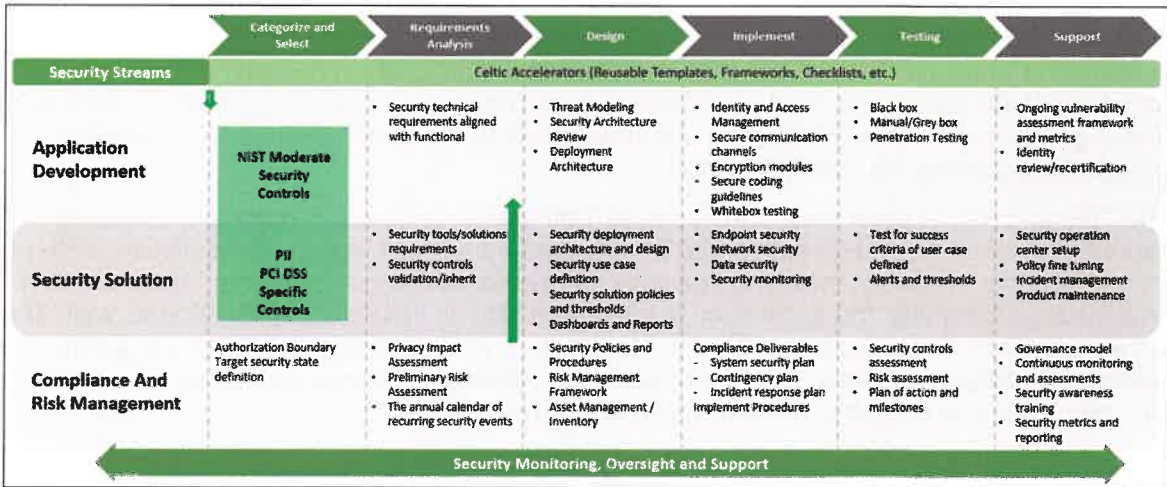 Categorize and
Select
Requirements
Analysis
Design
Implement
Testing
Support
Security Streams
Celtic Accelerators (Reusable Templates, Frameworks, Checklists, etc.)
Application
Development
NIST Moderate
Security
Controls
• Security technical
requirements aligned
with functional
• Threat Modeling
• Security Architecture
Review
• Deployment
Architecture
• Identity and Access
Management
• Secure communication
channels
• Encryption modules
- Secure coding
guidelines
• Whitebox testing
• Black box
• Manual/Grey box
• Penetration Testing
• Ongoing vulnerability
assessment framework
and metrics
• Identity
review/recertification
Security Solution
PII
PCI DSS
Specific
Controls
• Security tools/solutions
requirements
• Security controls
validation/inherit
• Security deployment
architecture and design
• Security use case
definition
• Security solution policies
and thresholds
• Dashboards and Reports
• Endpoint security
• Network security
• Data security
• Security monitoring
• Test for success
criteria of user case
defined
• Alerts and thresholds
• Security operation
center setup
• Policy fine tuning
• Incident management
• Product maintenance
Compliance And
Risk Management
Authorization Boundary
Target security state
definition
• Privacy Impact
Assessment
• Preliminary Risk
Assessment
• The annual calendar of
recurring security events
• Security Policies and
Procedures
• Risk Management
Framework
• Asset Management /
Inventory
Compliance Deliverables
- System security plan
- Contingency plan
- Incident response plan
Implement Procedures
• Security controls
assessment
• Risk assessment
• Plan of action and
milestones
• Governance model
• Continuous monitoring
and assessments
• Security awareness
training
• Security metrics and
reporting
Security Monitoring, Oversight and Support